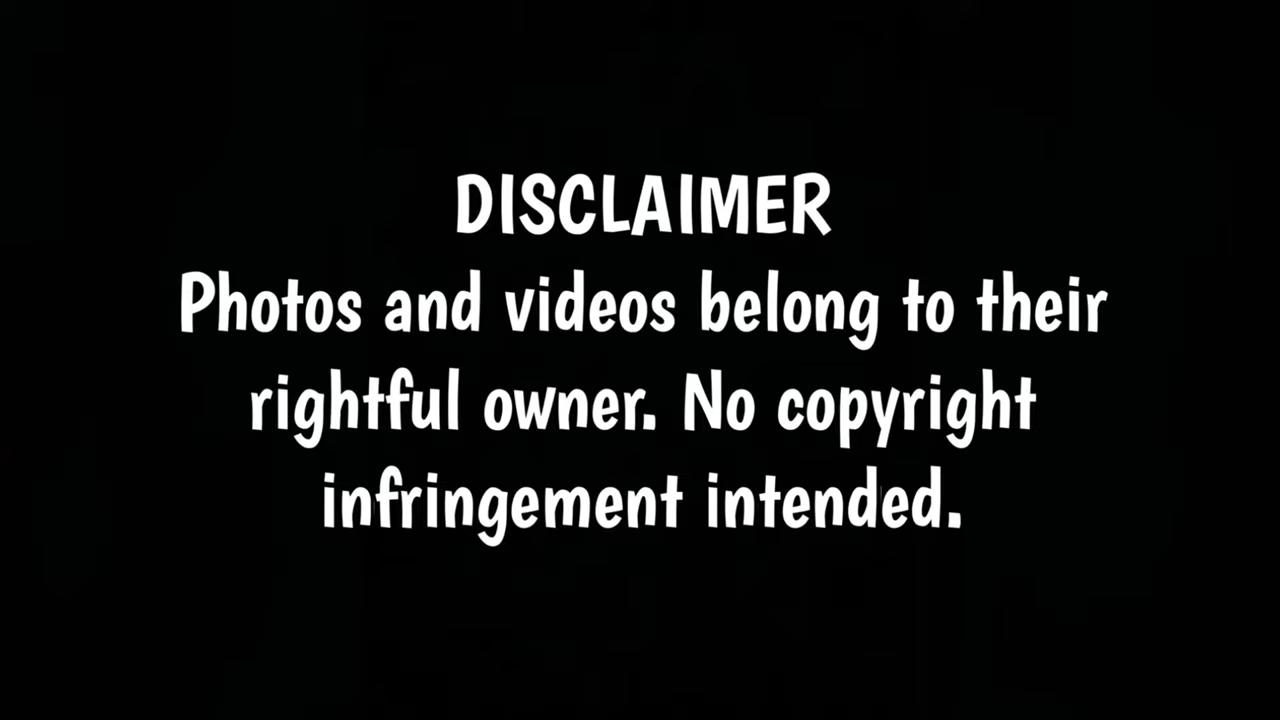 DISCLAIMER
Photos and videos belong to their
rightful owner. No copyright
infringement intended.